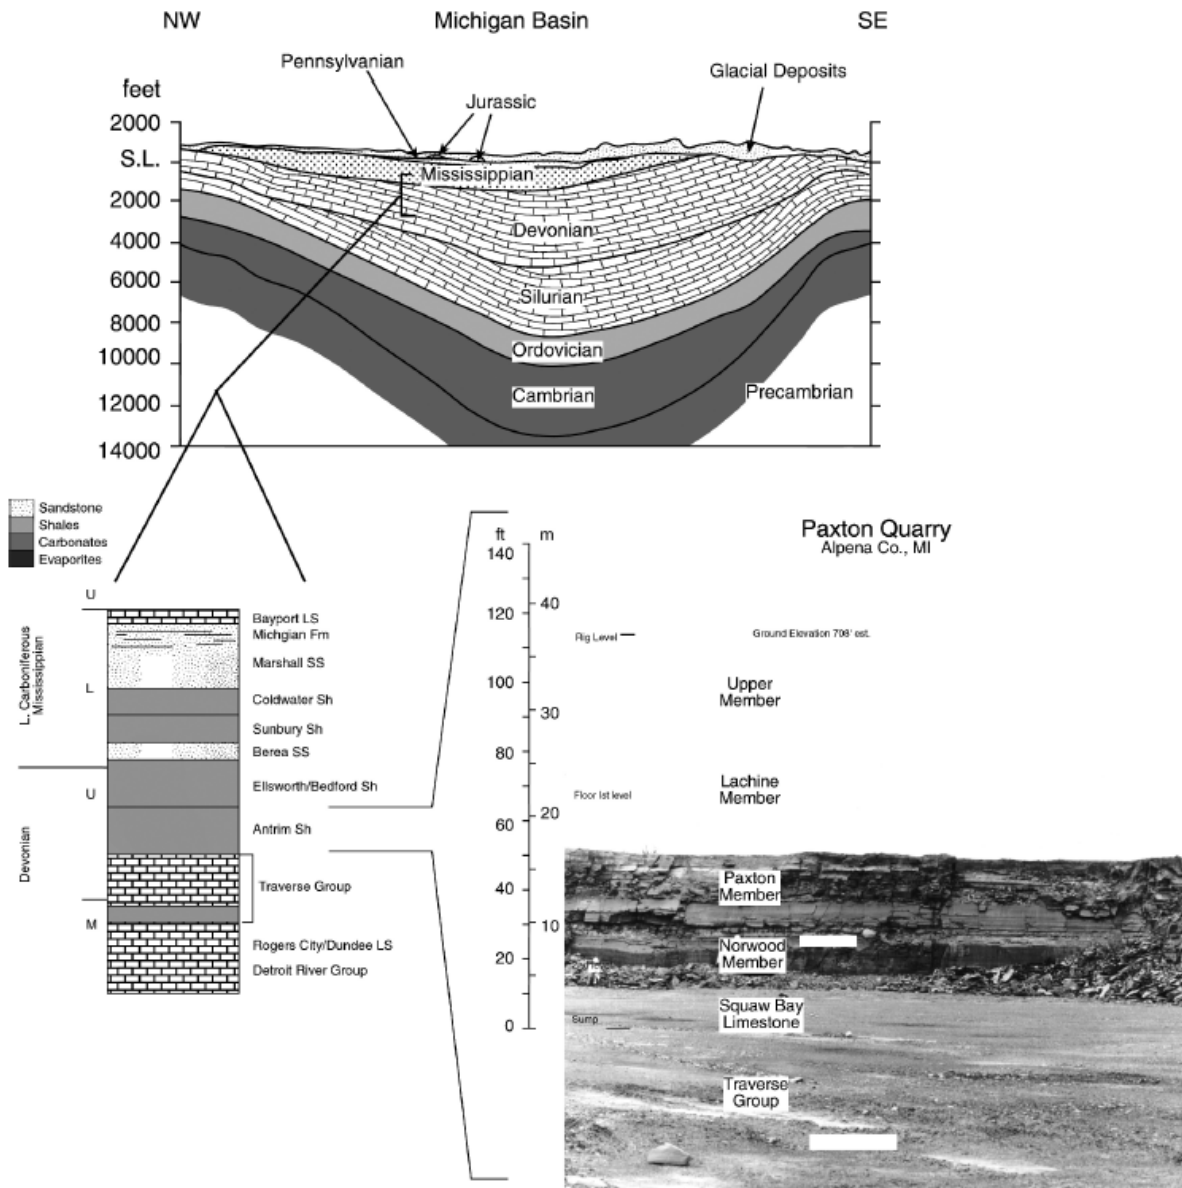 NW Michigan Basin SE
Pennsylvanian
Jurassic
Glacial Deposits
feet
2000
S.L.
2000
4000
6000
8000
10000
12000
14000
Mississippian
Devonian
Silurian
Ordovician
Cambrian
Precambrian
Sandstone
Shales
Carbonates
Evaporites
U
L
U
M
L. Carboniferous
Mississippian
Devonian
Bayport LS
Michgian Fm
Marshall SS
Coldwater Sh
Sunbury Sh
Berea SS
Ellsworth/Bedford Sh
Antrim Sh
Traverse Group
Rogers City/Dundee LS
Detroit River Group
ft m
140
120
100
80
60
40
20
0
40
30
20
10
Paxton Quarry
Alpena Co., MI
Rig Level
Ground Elevation 708' est.
Upper
Member
Lachine
Member
Floor Ist level
Paxton
Member
Norwood
Member
Squaw Bay
Limestone
Sump
Traverse
Group